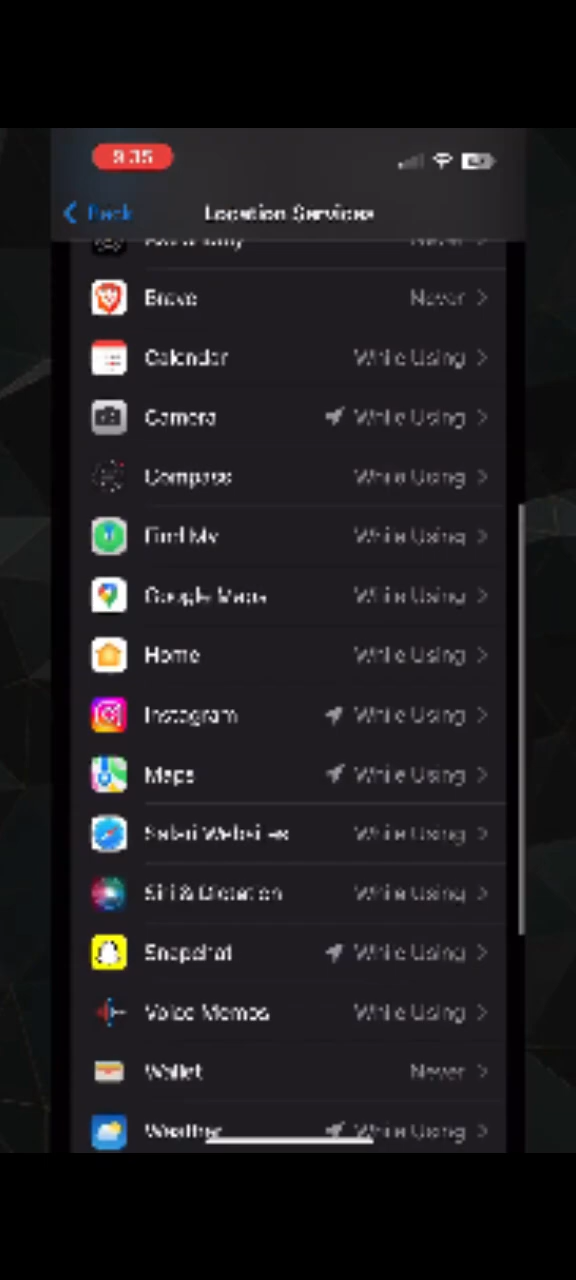 9:35
Back Location Services
Never
Brave Never
Calendar While Using
Camera While Using
Compass While Using
Find My While Using
Google Maps While Using
Home While Using
Instagram While Using
Maps While Using
Safari Websites While Using
Siri & Dictation While Using
Snapchat While Using
Voice Memos While Using
Wallet Never
Weather While Using